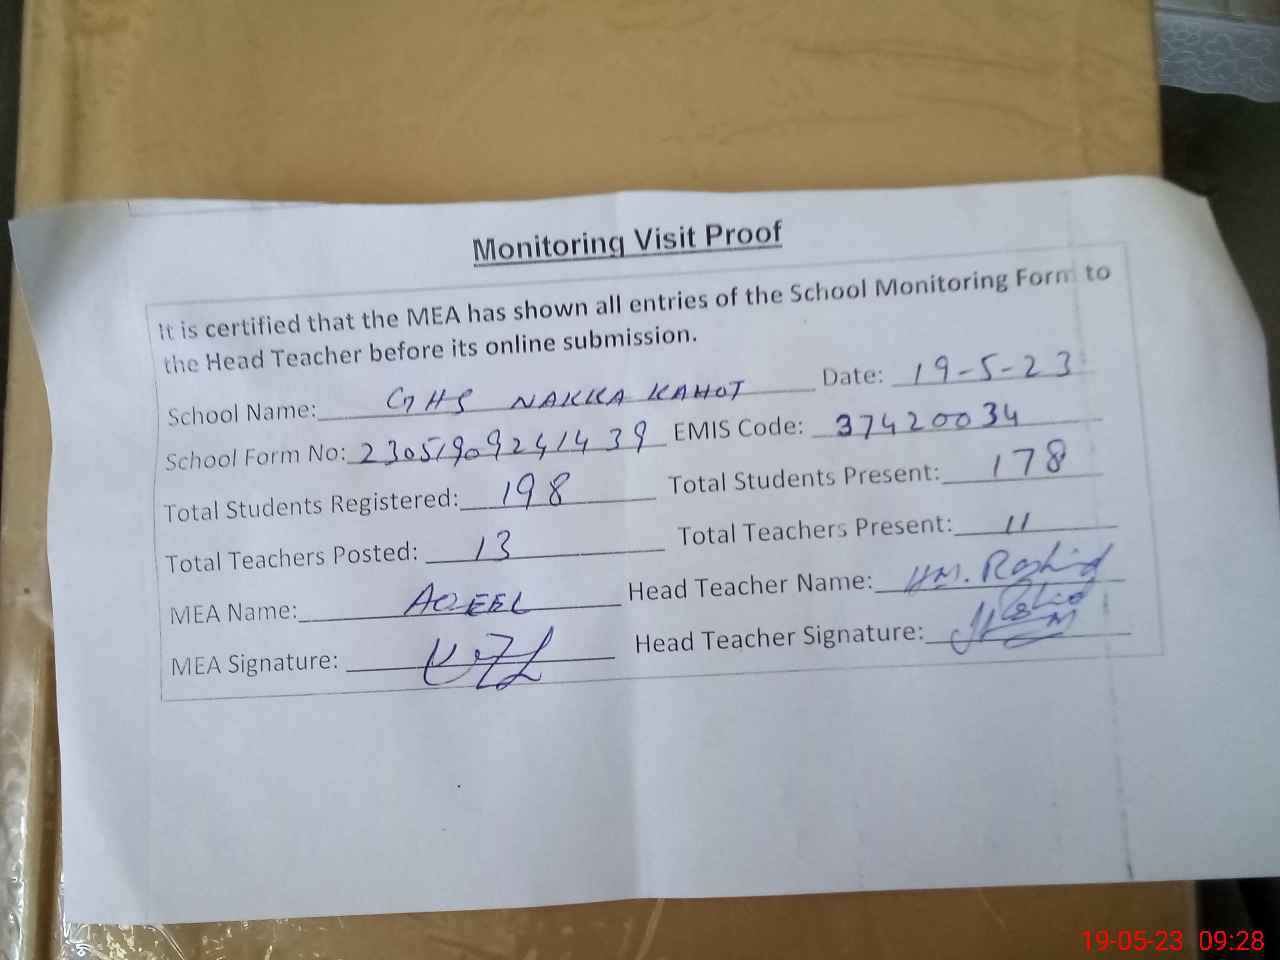 Monitoring Visit Proof
It is certified that the MEA has shown all entries of the School Monitoring Form to
the Head Teacher before its online submission.
School Name: GHS NAKKA KAHOT Date: 19-5-23
School Form No: 23051909241439 EMIS Code: 37420034
Total Students Registered: 198 Total Students Present: 178
Total Teachers Posted: 13 Total Teachers Present: 11
MEA Name: AQEEL Head Teacher Name: HM. Rashid
MEA Signature: Head Teacher Signature:
19-05-23 09:28